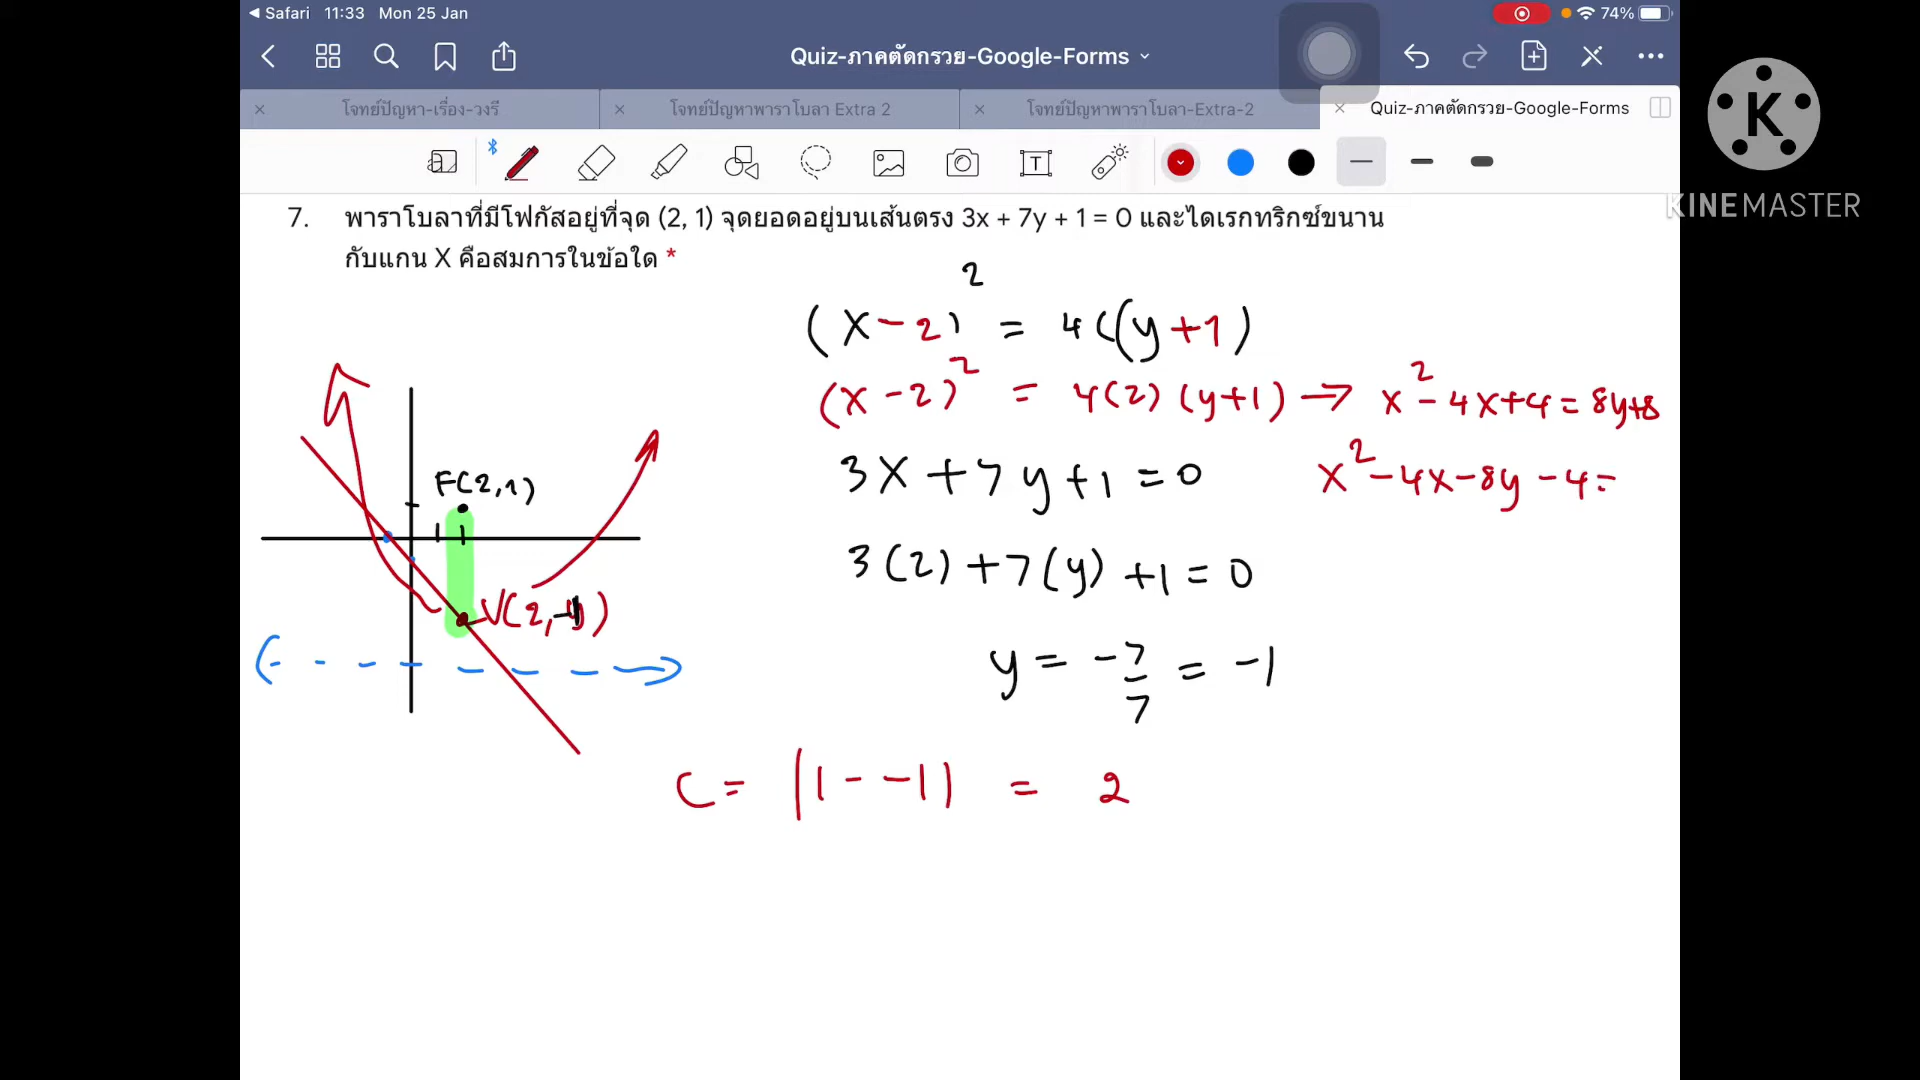 Safari 11:33 Mon 25 Jan 74%
Quiz-ภาคตัดกรวย-Google-Forms
โจทย์ปัญหา-เรื่อง-วงรี
โจทย์ปัญหาพาราโบลา Extra 2
โจทย์ปัญหาพาราโบลา-Extra-2
Quiz-ภาคตัดกรวย-Google-Forms
K
KINEMASTER
7. พาราโบลาที่มีโฟกัสอยู่ที่จุด (2, 1) จุดยอดอยู่บนเส้นตรง 3x + 7y + 1 = 0 และไดเรกทริกซ์ขนาน
กับแกน X คือสมการในข้อใด *
(x-2)² = 4c(y+1)
(x-2)² = 4(2)(y+1) → x²-4x+4=8y+8
3x+7y+1=0
x²-4x-8y-4=
F(2,1)
3(2)+7(y)+1=0
V(2,-1)
y = -7/7 = -1
c = |1--1| = 2